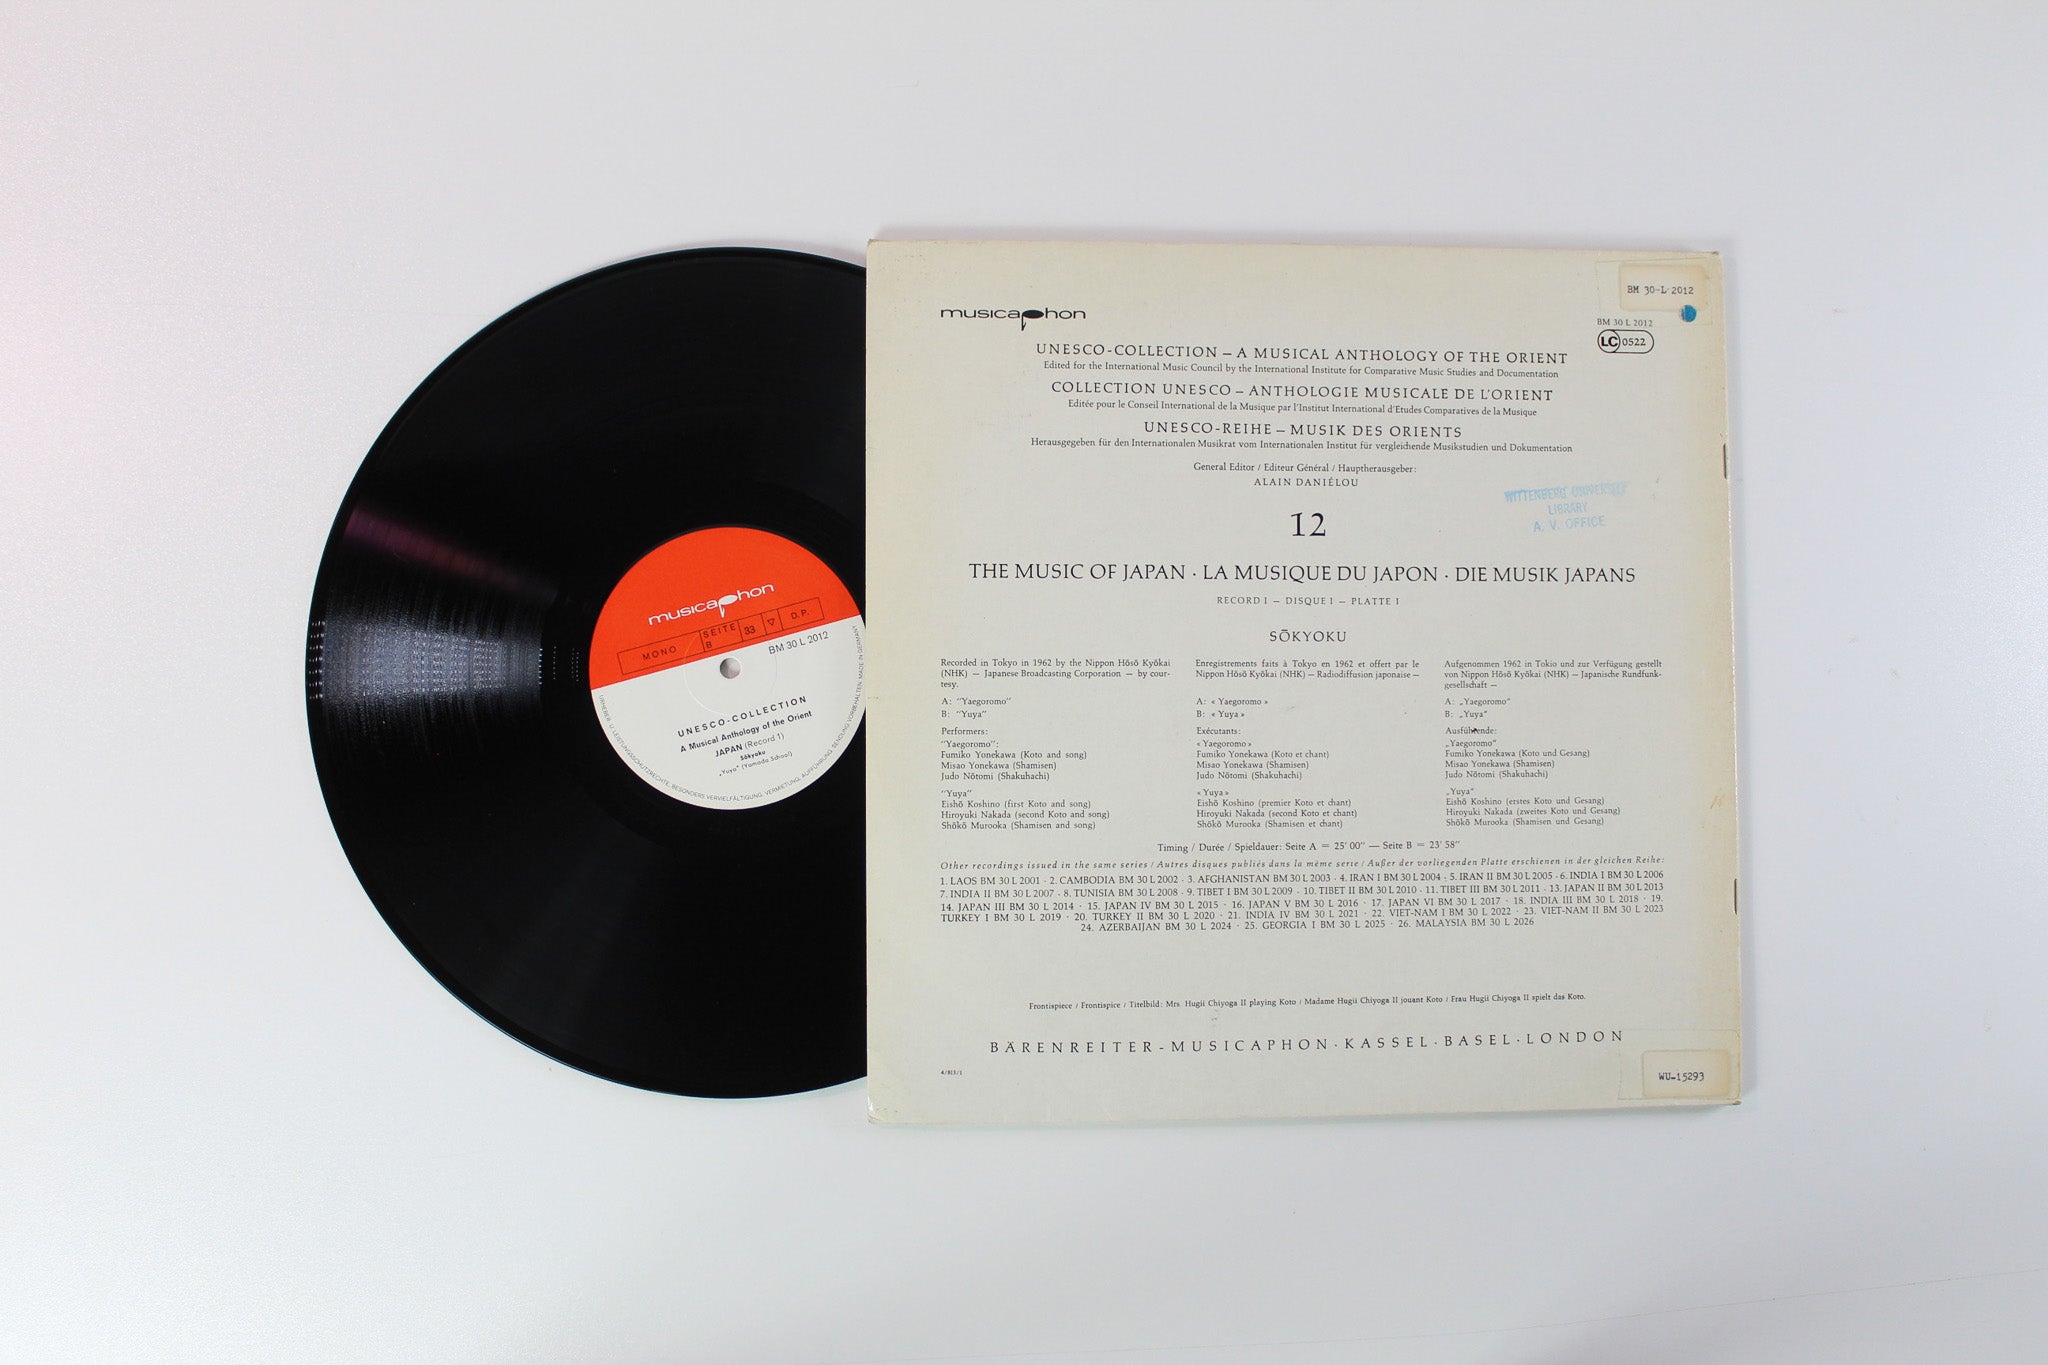 musicaphon
MONO
SEITE
B
33
▽
D.P.
BM 30 L 2012
UNESCO-COLLECTION
A Musical Anthology of the Orient
JAPAN (Record 1)
Sōkyoku
„Yuya“ (Yamada School)
URHEBER- U. LEISTUNGSSCHUTZRECHTE, BESONDERS VERVIELFÄLTIGUNG, VERMIETUNG, AUFFÜHRUNG, SENDUNG VORBEHALTEN. MADE IN GERMANY
BM 30-L-2012
musicaphon
BM 30 L 2012
LC 0522
UNESCO-COLLECTION – A MUSICAL ANTHOLOGY OF THE ORIENT
Edited for the International Music Council by the International Institute for Comparative Music Studies and Documentation
COLLECTION UNESCO – ANTHOLOGIE MUSICALE DE L'ORIENT
Editée pour le Conseil International de la Musique par l'Institut International d'Etudes Comparatives de la Musique
UNESCO-REIHE – MUSIK DES ORIENTS
Herausgegeben für den Internationalen Musikrat vom Internationalen Institut für vergleichende Musikstudien und Dokumentation
General Editor / Editeur Général / Hauptherausgeber:
ALAIN DANIÉLOU
WITTENBERG UNIVERSITY
LIBRARY
A. V. OFFICE
12
THE MUSIC OF JAPAN · LA MUSIQUE DU JAPON · DIE MUSIK JAPANS
RECORD I – DISQUE I – PLATTE I
SŌKYOKU
Recorded in Tokyo in 1962 by the Nippon Hōsō Kyōkai
(NHK) — Japanese Broadcasting Corporation — by cour-
tesy.
A: “Yaegoromo”
B: “Yuya”
Performers:
“Yaegoromo”:
Fumiko Yonekawa (Koto and song)
Misao Yonekawa (Shamisen)
Judo Nōtomi (Shakuhachi)
“Yuya”
Eishō Koshino (first Koto and song)
Hiroyuki Nakada (second Koto and song)
Shōkō Murooka (Shamisen and song)
Enregistrements faits à Tokyo en 1962 et offert par le
Nippon Hōsō Kyōkai (NHK) — Radiodiffusion japonaise —
A: « Yaegoromo »
B: « Yuya »
Exécutants:
« Yaegoromo »
Fumiko Yonekawa (Koto et chant)
Misao Yonekawa (Shamisen)
Judo Nōtomi (Shakuhachi)
« Yuya »
Eishō Koshino (premier Koto et chant)
Hiroyuki Nakada (second Koto et chant)
Shōkō Murooka (Shamisen et chant)
Aufgenommen 1962 in Tokio und zur Verfügung gestellt
von Nippon Hōsō Kyōkai (NHK) — Japanische Rundfunk-
gesellschaft —
A: „Yaegoromo“
B: „Yuya“
Ausführende:
„Yaegoromo“
Fumiko Yonekawa (Koto und Gesang)
Misao Yonekawa (Shamisen)
Judo Nōtomi (Shakuhachi)
„Yuya“
Eishō Koshino (erstes Koto und Gesang)
Hiroyuki Nakada (zweites Koto und Gesang)
Shōkō Murooka (Shamisen und Gesang)
Timing / Durée / Spieldauer: Seite A = 25' 00'' — Seite B = 23' 58''
Other recordings issued in the same series / Autres disques publiés dans la même serie / Außer der vorliegenden Platte erschienen in der gleichen Reihe:
1. LAOS BM 30 L 2001 · 2. CAMBODIA BM 30 L 2002 · 3. AFGHANISTAN BM 30 L 2003 · 4. IRAN I BM 30 L 2004 · 5. IRAN II BM 30 L 2005 · 6. INDIA I BM 30 L 2006
7. INDIA II BM 30 L 2007 · 8. TUNISIA BM 30 L 2008 · 9. TIBET I BM 30 L 2009 · 10. TIBET II BM 30 L 2010 · 11. TIBET III BM 30 L 2011 · 13. JAPAN II BM 30 L 2013
14. JAPAN III BM 30 L 2014 · 15. JAPAN IV BM 30 L 2015 · 16. JAPAN V BM 30 L 2016 · 17. JAPAN VI BM 30 L 2017 · 18. INDIA III BM 30 L 2018 · 19.
TURKEY I BM 30 L 2019 · 20. TURKEY II BM 30 L 2020 · 21. INDIA IV BM 30 L 2021 · 22. VIET-NAM I BM 30 L 2022 · 23. VIET-NAM II BM 30 L 2023
24. AZERBAIJAN BM 30 L 2024 · 25. GEORGIA I BM 30 L 2025 · 26. MALAYSIA BM 30 L 2026
Frontispiece / Frontispice / Titelbild: Mrs. Hugii Chiyoga II playing Koto / Madame Hugii Chiyoga II jouant Koto / Frau Hugii Chiyoga II spielt das Koto.
BÄRENREITER-MUSICAPHON · KASSEL · BASEL · LONDON
4/813/1
WU-15293